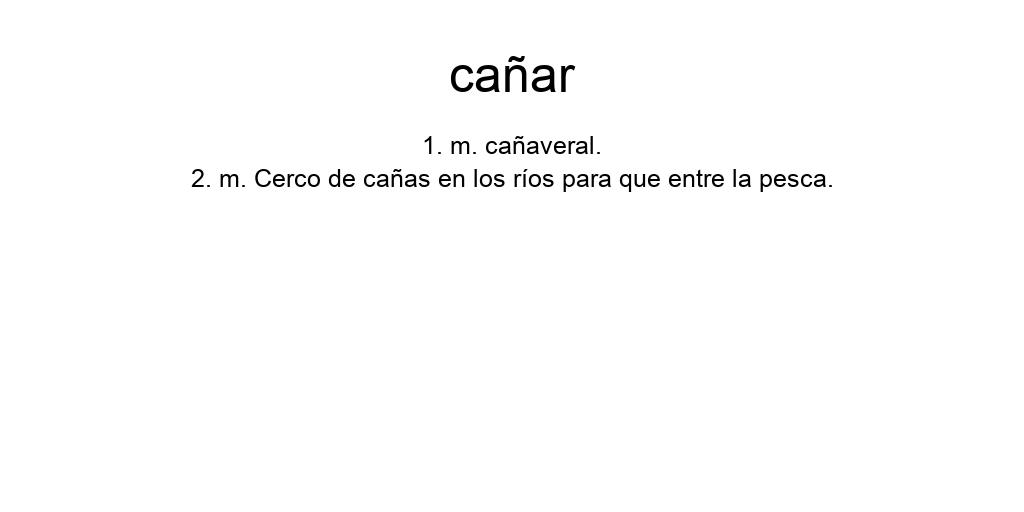 cañar
1. m. cañaveral.
2. m. Cerco de cañas en los ríos para que entre la pesca.